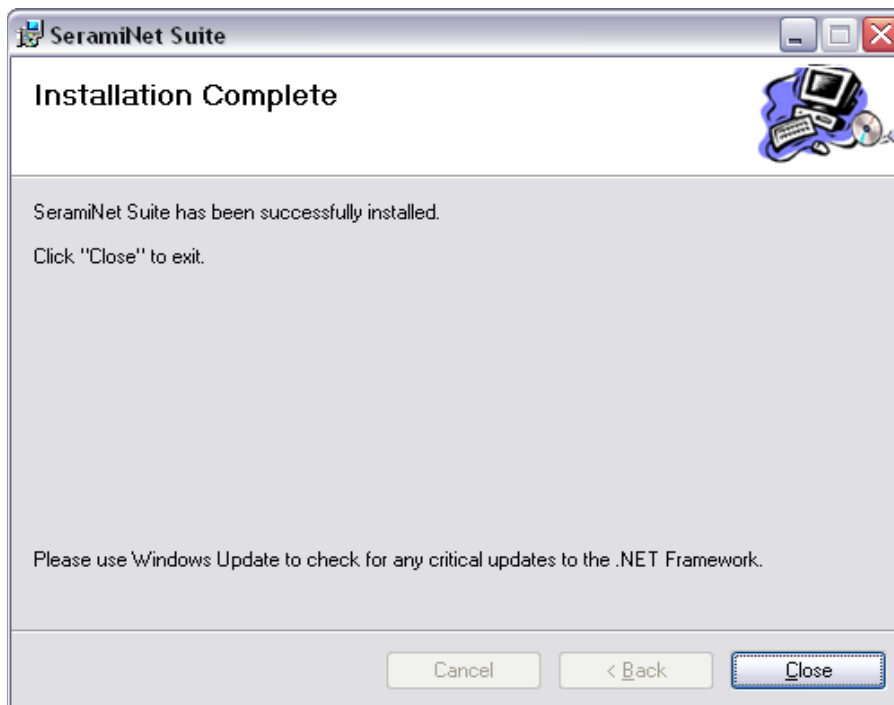 SeramiNet Suite
Installation Complete
SeramiNet Suite has been successfully installed.
Click "Close" to exit.
Please use Windows Update to check for any critical updates to the .NET Framework.
Cancel
< Back
Close